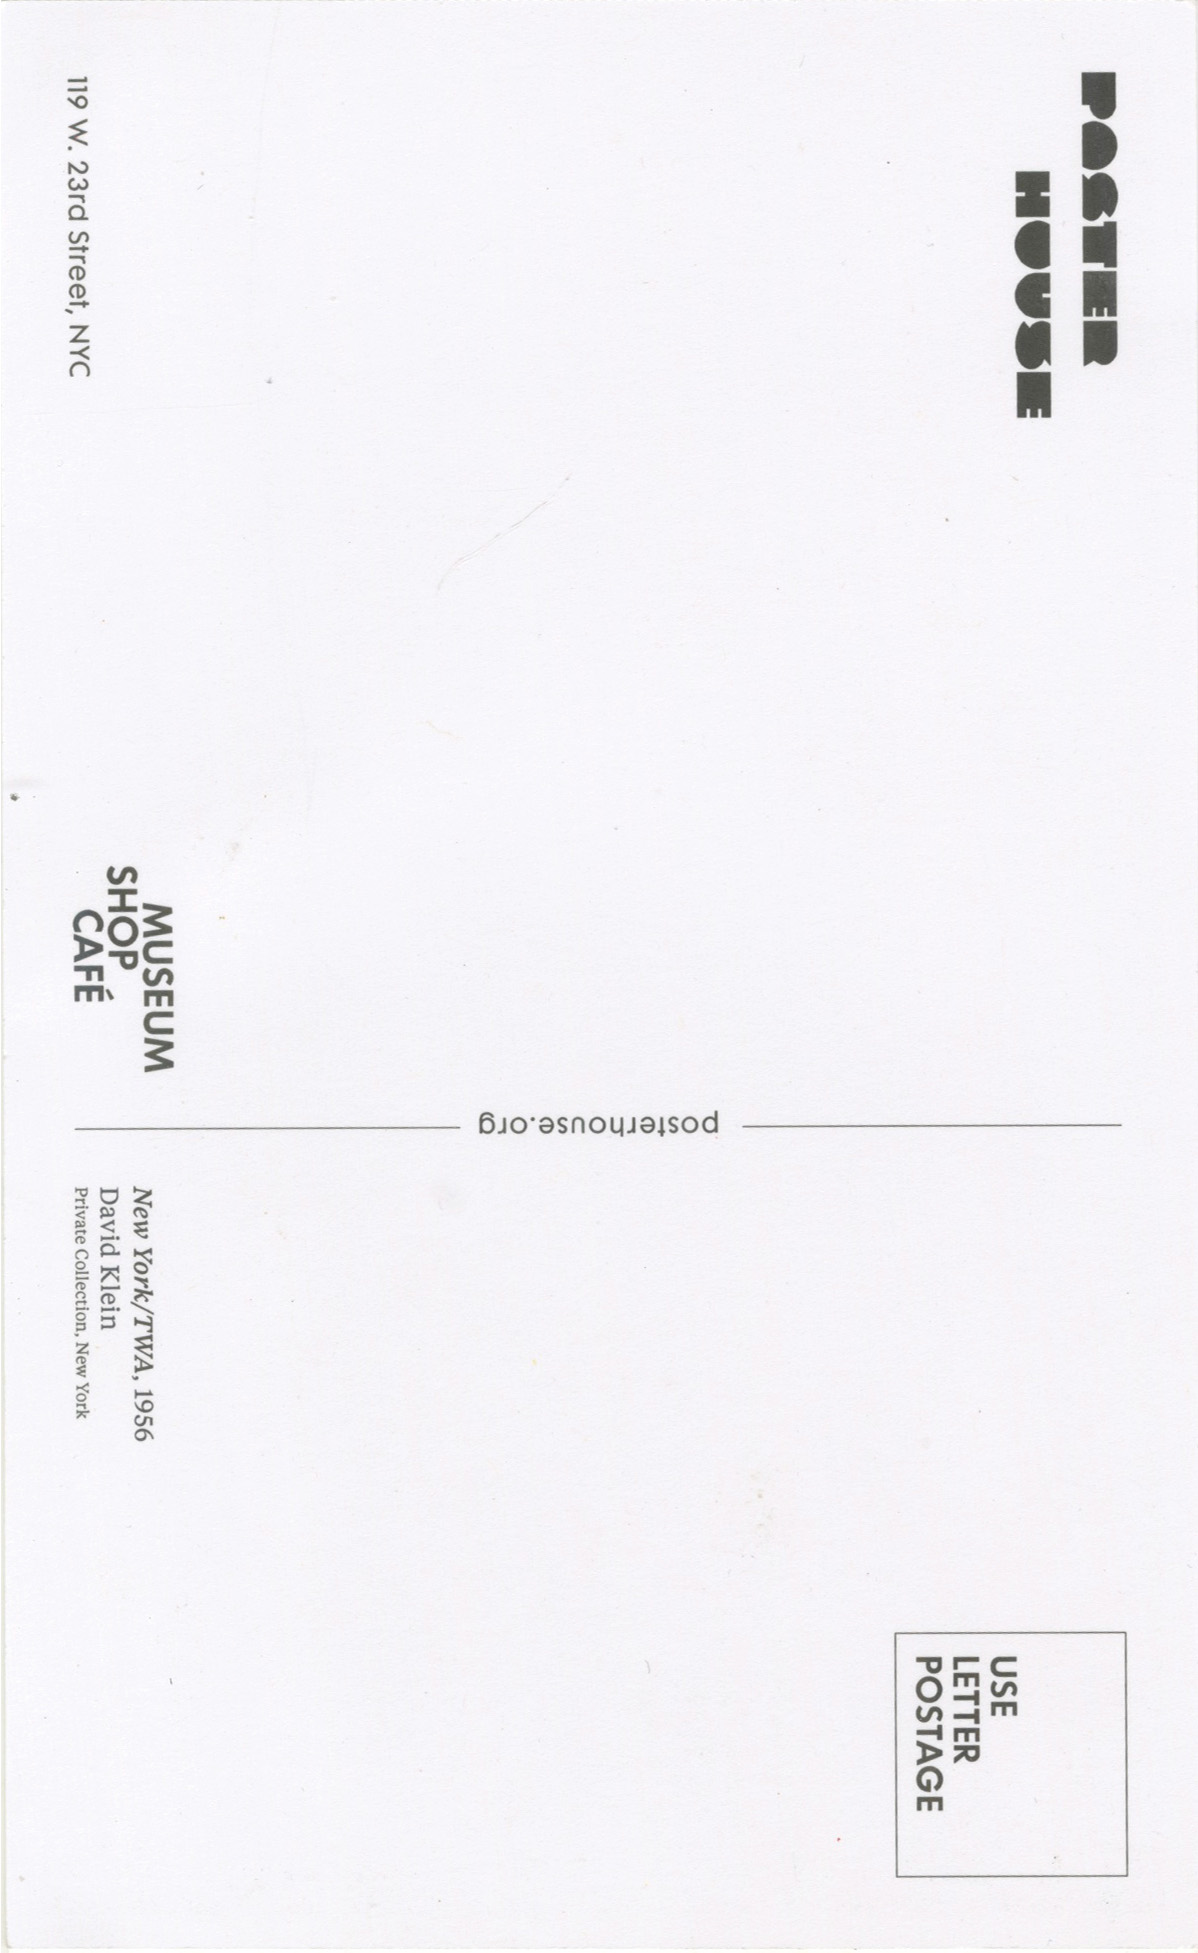 POSTER
HOUSE
119 W. 23rd Street, NYC
MUSEUM
SHOP
CAFÉ
posterhouse.org
New York/TWA, 1956
David Klein
Private Collection, New York
USE
LETTER
POSTAGE